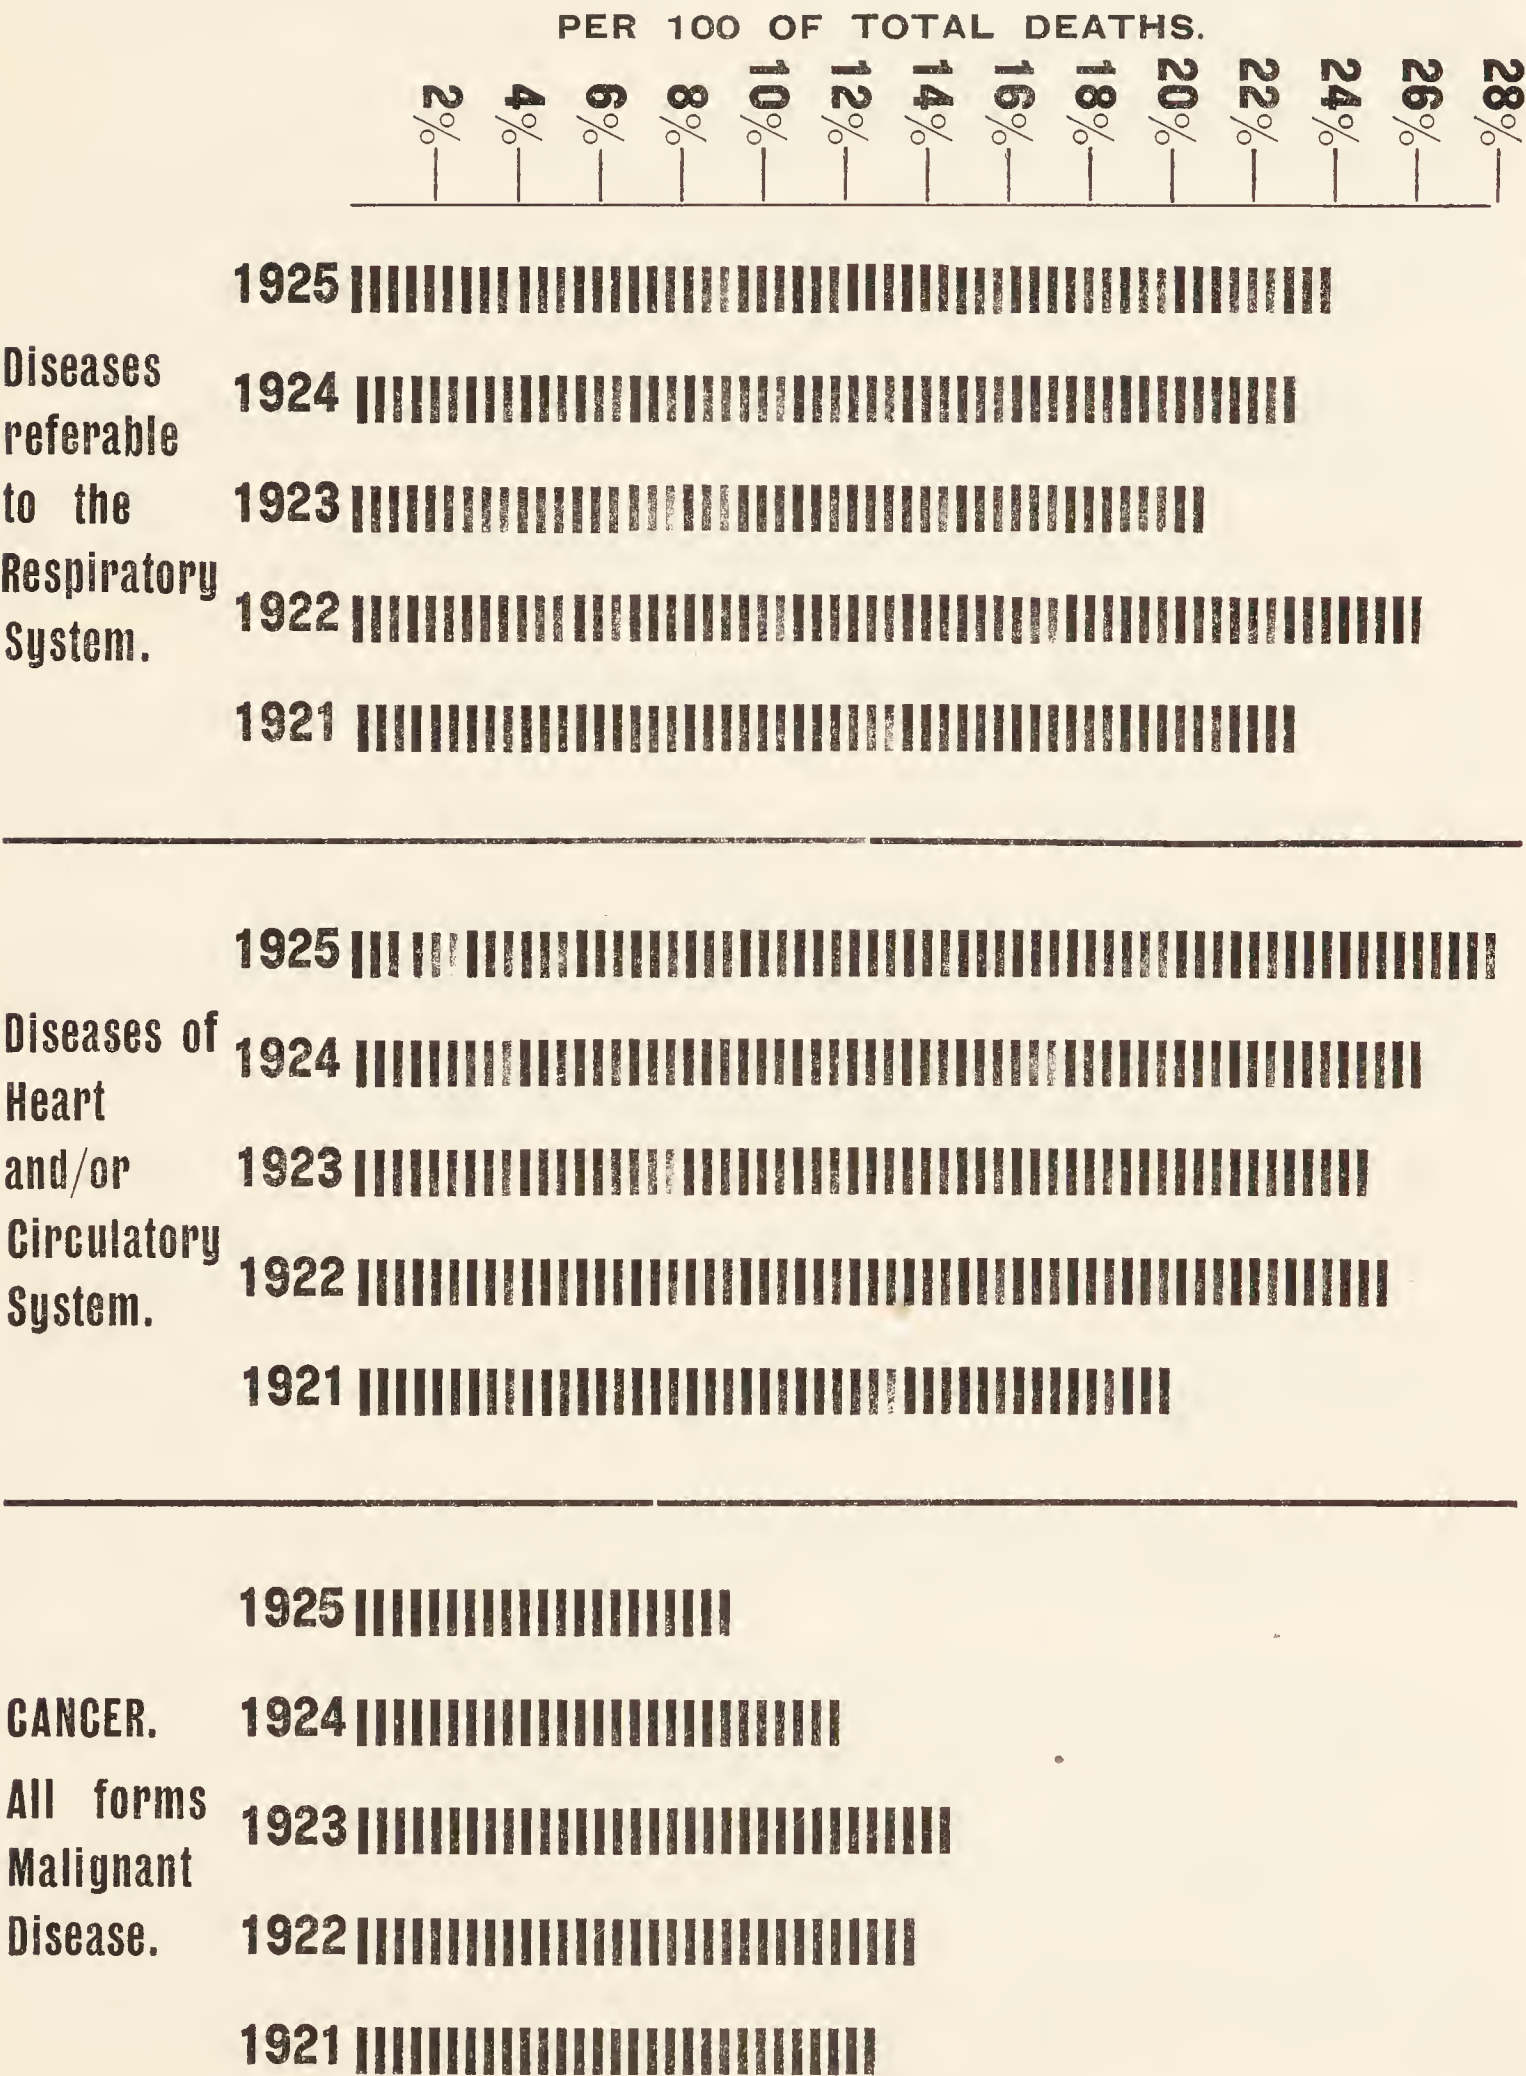 PER 100 OF TOTAL DEATHS.
2% 4% 6% 8% 10% 12% 14% 16% 18% 20% 22% 24% 26% 28%
Diseases
referable
to the
Respiratory
System.
1925
1924
1923
1922
1921
Diseases of
Heart
and/or
Circulatory
System.
1925
1924
1923
1922
1921
CANCER.
All forms
Malignant
Disease.
1925
1924
1923
1922
1921